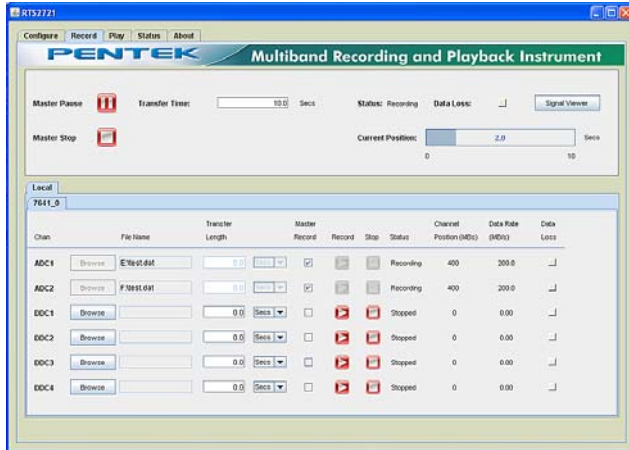 RTS2721
Configure Record Play Status About
PENTEK Multiband Recording and Playback Instrument
Master Pause Transfer Time: 10.0 Secs Status: Recording Data Loss: Signal Viewer
Master Stop Current Position: 2.0 Secs
0 10
Local
7641_0
Transfer Master Channel Data Rate Data
Chan File Name Length Record Record Stop Status Position (MBs) (MB/s) Loss
ADC1 Browse E:\test.dat 0.0 Secs Recording 400 200.0
ADC2 Browse F:\test.dat 0.0 Secs Recording 400 200.0
DDC1 Browse 0.0 Secs Stopped 0 0.00
DDC2 Browse 0.0 Secs Stopped 0 0.00
DDC3 Browse 0.0 Secs Stopped 0 0.00
DDC4 Browse 0.0 Secs Stopped 0 0.00